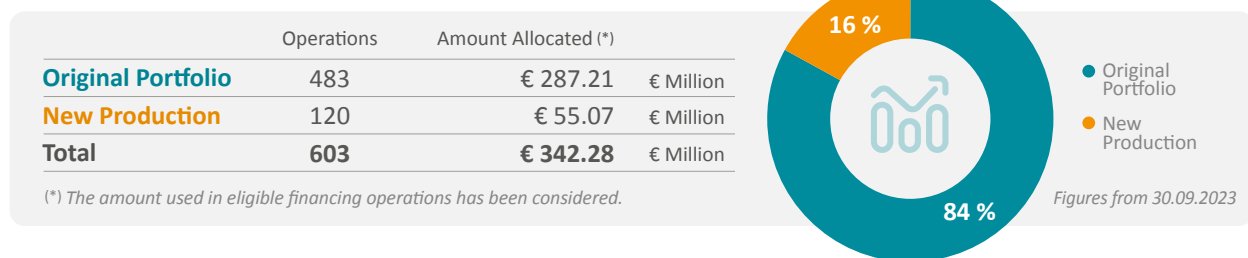 Operations Amount Allocated (*)
Original Portfolio 483 € 287.21 € Million
New Production 120 € 55.07 € Million
Total 603 € 342.28 € Million
(*) The amount used in eligible financing operations has been considered.
16 %
84 %
Original
Portfolio
New
Production
Figures from 30.09.2023